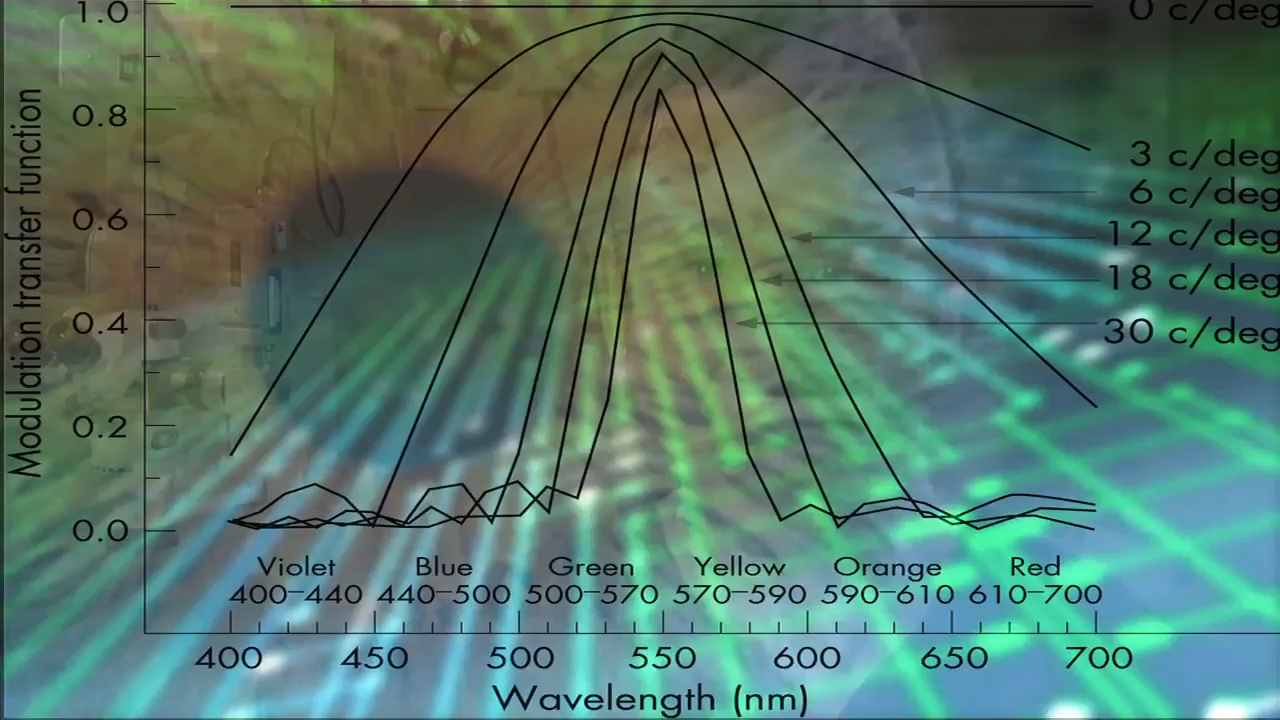 1.0
0 c/deg
0.8
3 c/deg
6 c/deg
0.6
12 c/deg
18 c/deg
0.4
30 c/deg
0.2
0.0
Modulation transfer function
Violet Blue Green Yellow Orange Red
400–440 440–500 500–570 570–590 590–610 610–700
400 450 500 550 600 650 700
Wavelength (nm)